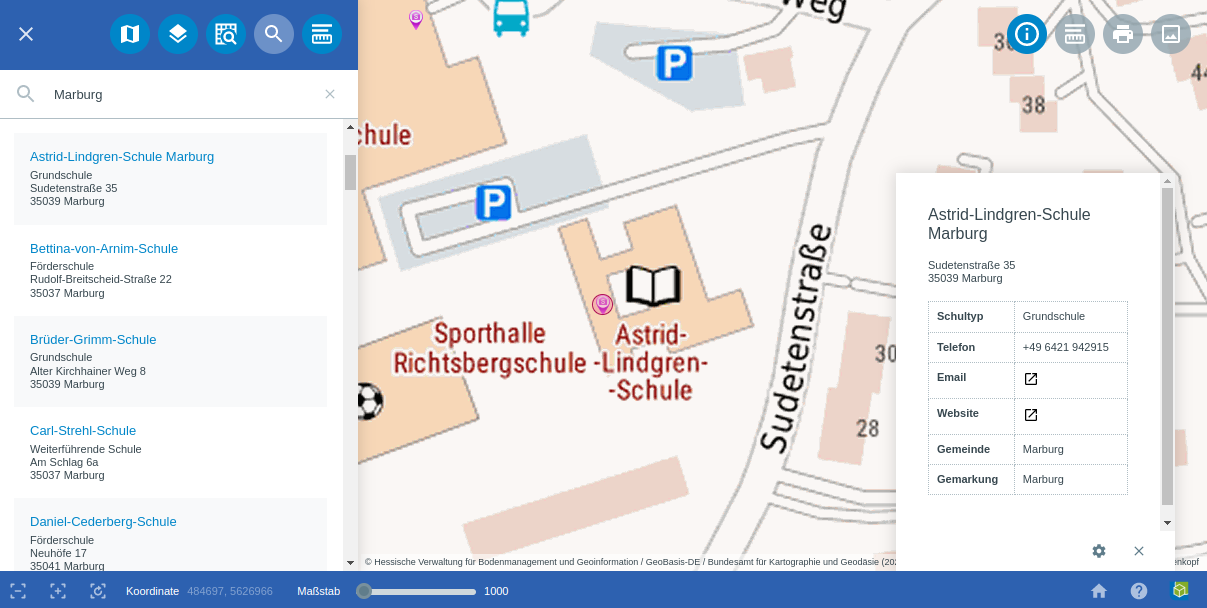 Marburg
Astrid-Lindgren-Schule Marburg
Grundschule
Sudetenstraße 35
35039 Marburg
Bettina-von-Arnim-Schule
Förderschule
Rudolf-Breitscheid-Straße 22
35037 Marburg
Brüder-Grimm-Schule
Grundschule
Alter Kirchhainer Weg 8
35039 Marburg
Carl-Strehl-Schule
Weiterführende Schule
Am Schlag 6a
35037 Marburg
Daniel-Cederberg-Schule
Förderschule
Neuhöfe 17
35041 Marburg
weg
P
38
44
chule
P
Sudetenstraße
Sporthalle
Richtsbergschule
Astrid-
-Lindgren-
-Schule
30
28
Astrid-Lindgren-Schule
Marburg
Sudetenstraße 35
35039 Marburg
Schultyp Grundschule
Telefon +49 6421 942915
Email
Website
Gemeinde Marburg
Gemarkung Marburg
© Hessische Verwaltung für Bodenmanagement und Geoinformation / GeoBasis-DE / Bundesamt für Kartographie und Geodäsie (202
enkopf
Koordinate 484697, 5626966 Maßstab 1000